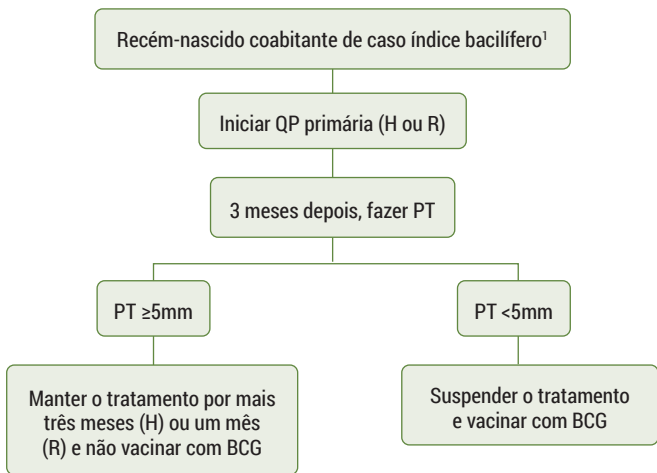 Recém-nascido coabitante de caso índice bacilífero¹
Iniciar QP primária (H ou R)
3 meses depois, fazer PT
PT ≥5mm
PT <5mm
Manter o tratamento por mais
três meses (H) ou um mês
(R) e não vacinar com BCG
Suspender o tratamento
e vacinar com BCG